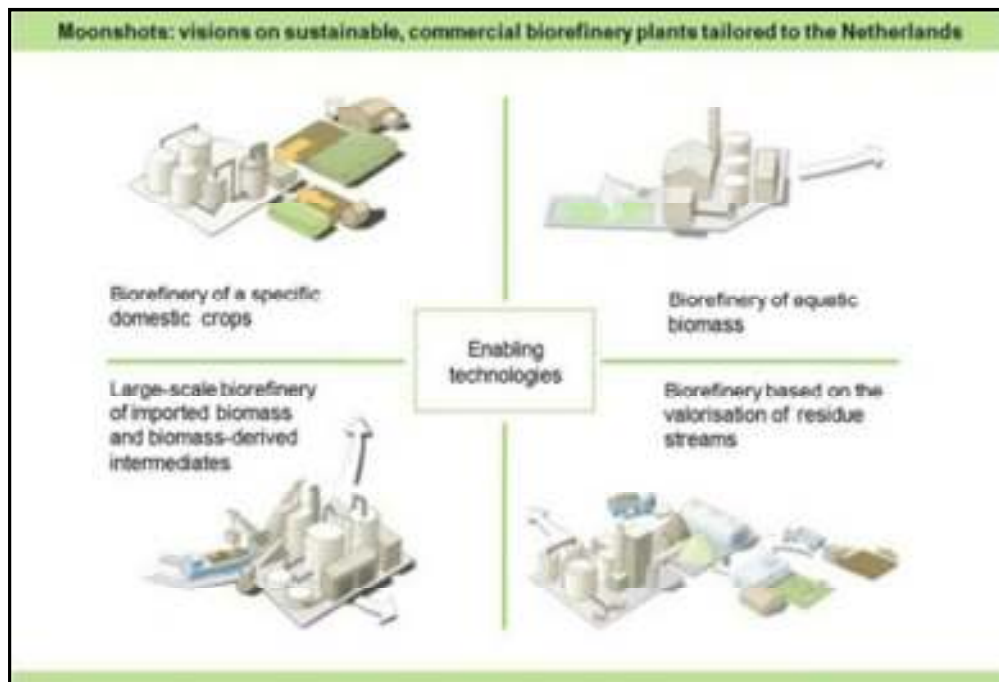 Moonshots: visions on sustainable, commercial biorefinery plants tailored to the Netherlands
Biorefinery of a specific
domestic crops
Biorefinery of aquatic
biomass
Enabling
technologies
Large-scale biorefinery
of imported biomass
and biomass-derived
intermediates
Biorefinery based on the
valorisation of residue
streams